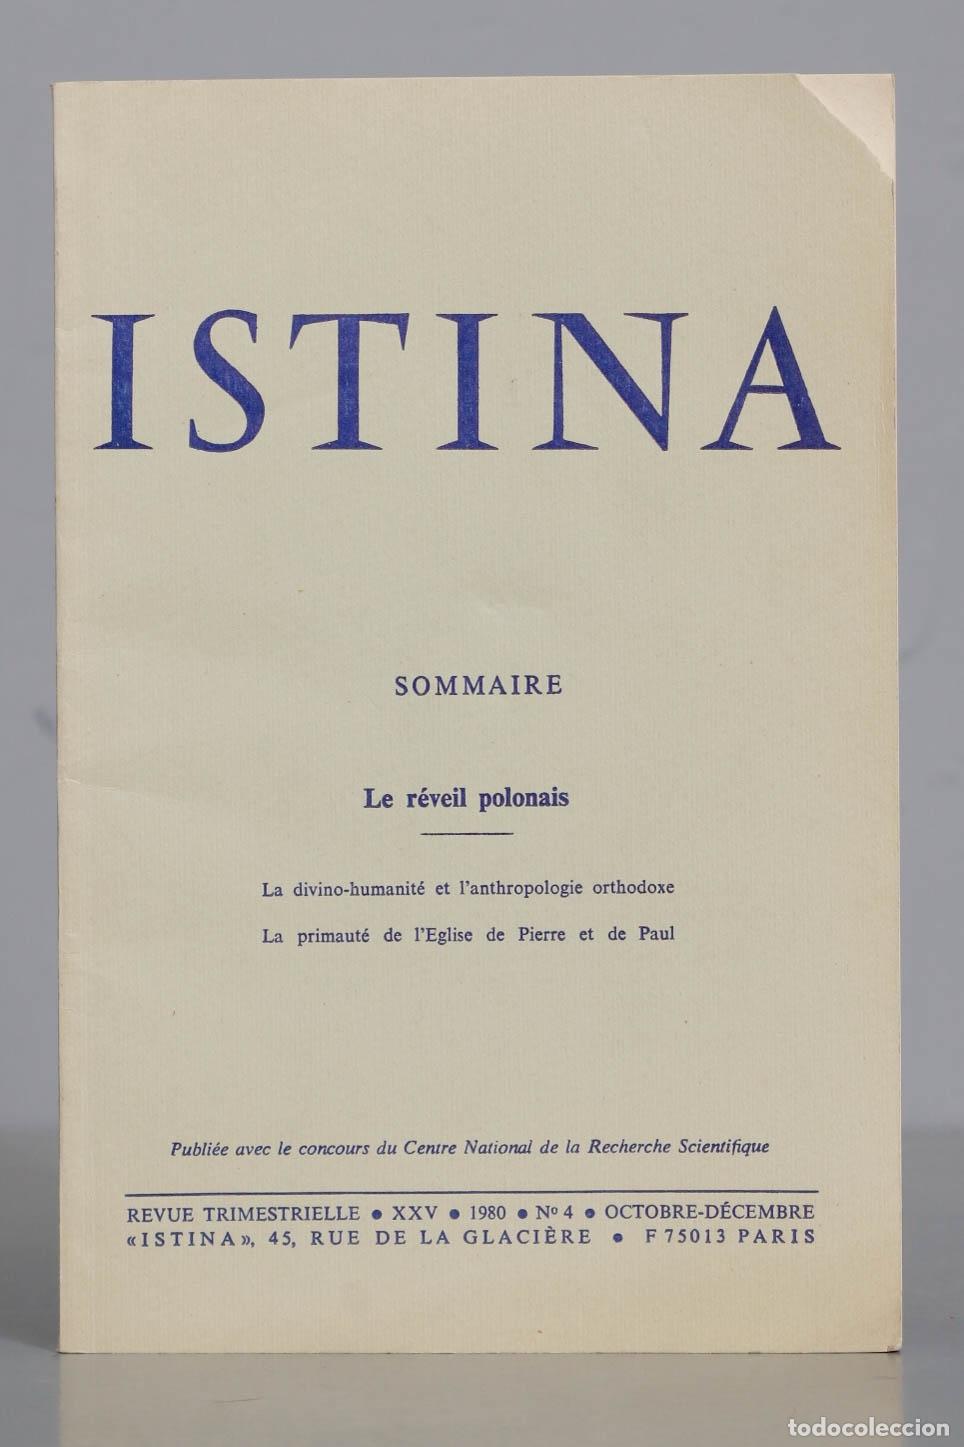 ISTINA
SOMMAIRE
Le réveil polonais
La divino-humanité et l'anthropologie orthodoxe
La primauté de l'Eglise de Pierre et de Paul
Publiée avec le concours du Centre National de la Recherche Scientifique
REVUE TRIMESTRIELLE • XXV • 1980 • Nº 4 • OCTOBRE-DÉCEMBRE
«ISTINA», 45, RUE DE LA GLACIÈRE • F 75013 PARIS
todocoleccion